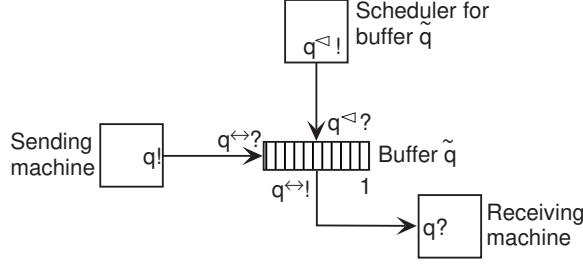 Scheduler for
buffer q̃
q⊲!
q⊲?
Sending
machine
q!
q↔?
Buffer q̃
q↔!
1
q?
Receiving
machine